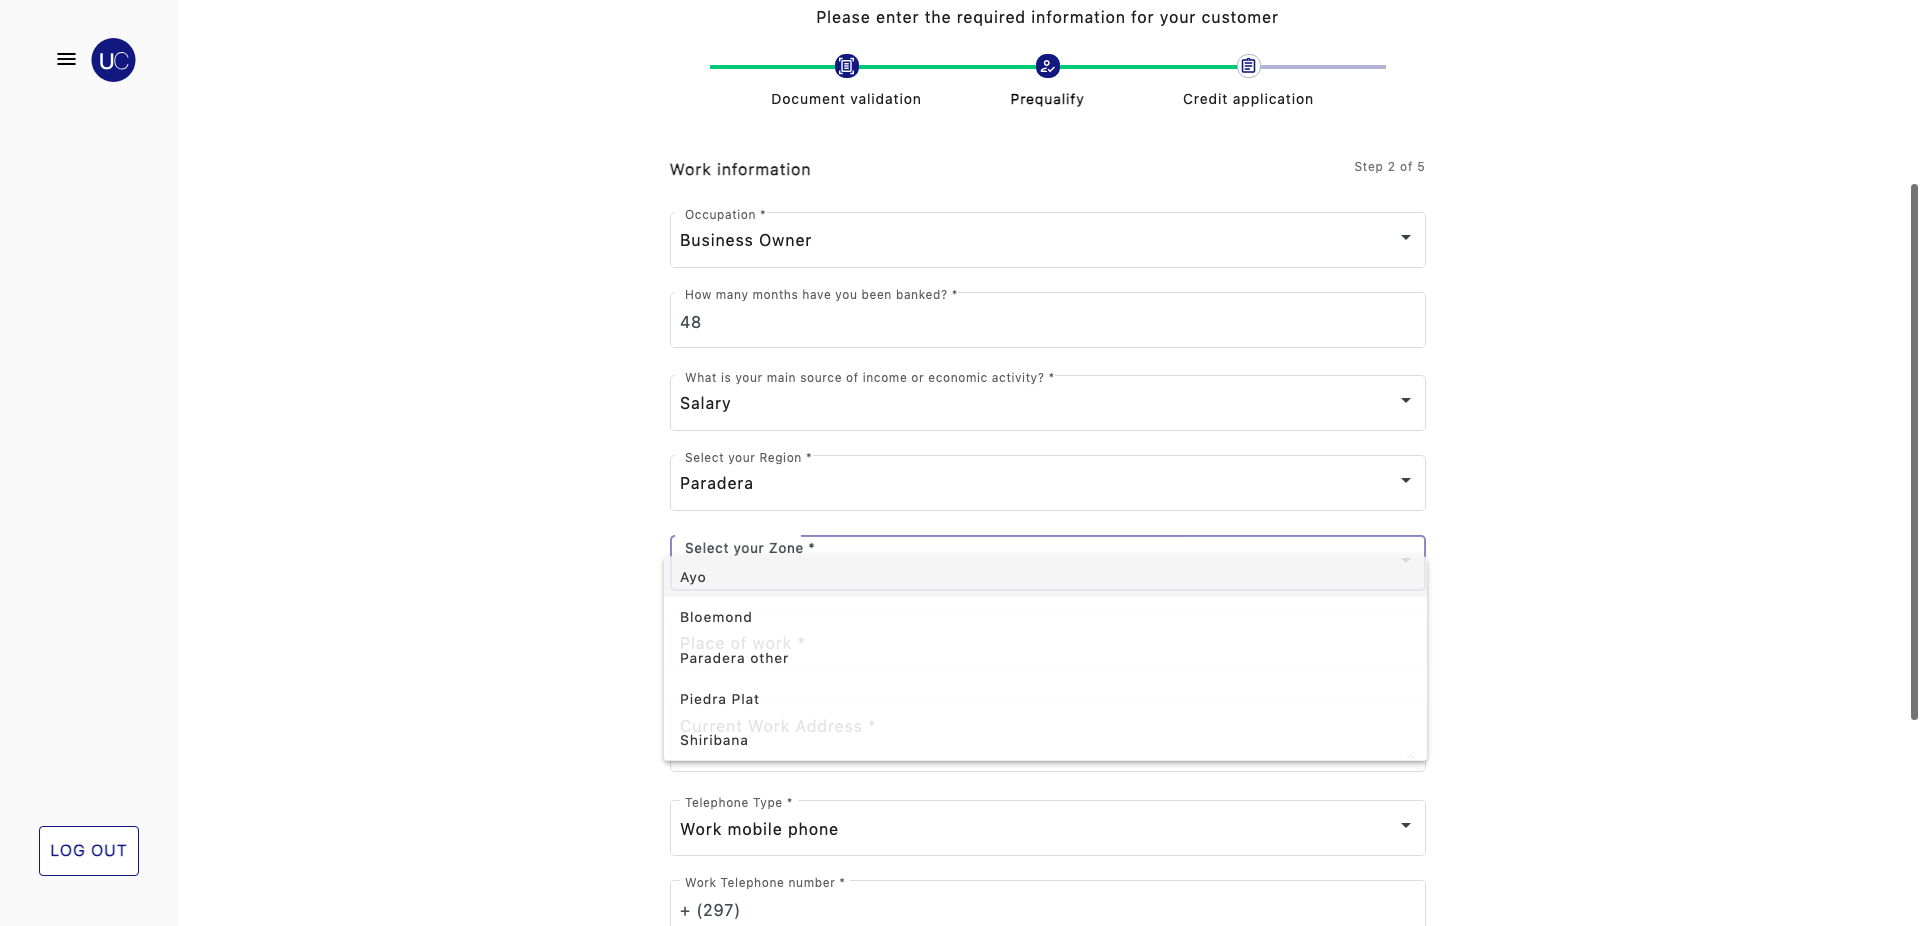 Please enter the required information for your customer
UC
Document validation
Prequalify
Credit application
Work information
Step 2 of 5
Occupation *
Business Owner
How many months have you been banked? *
48
What is your main source of income or economic activity? *
Salary
Select your Region *
Paradera
Select your Zone *
Ayo
Bloemond
Place of work *
Paradera other
Piedra Plat
Current Work Address *
Shiribana
Telephone Type *
Work mobile phone
LOG OUT
Work Telephone number *
+ (297)